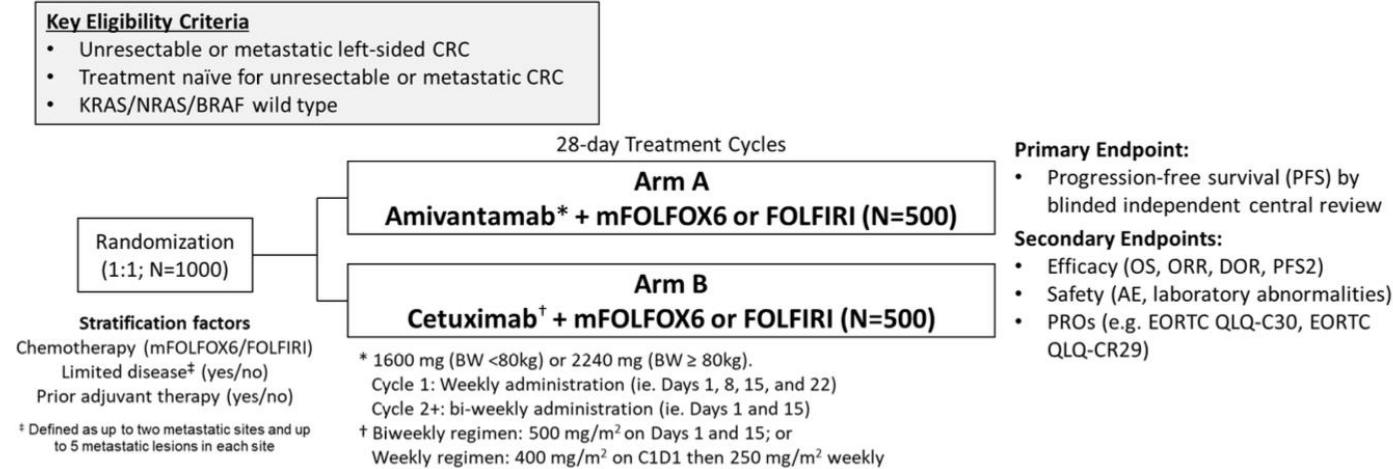 Key Eligibility Criteria
• Unresectable or metastatic left-sided CRC
• Treatment naïve for unresectable or metastatic CRC
• KRAS/NRAS/BRAF wild type
28-day Treatment Cycles
Arm A
Amivantamab* + mFOLFOX6 or FOLFIRI (N=500)
Randomization
(1:1; N=1000)
Arm B
Cetuximab† + mFOLFOX6 or FOLFIRI (N=500)
Stratification factors
Chemotherapy (mFOLFOX6/FOLFIRI)
Limited disease‡ (yes/no)
Prior adjuvant therapy (yes/no)
‡ Defined as up to two metastatic sites and up
to 5 metastatic lesions in each site
* 1600 mg (BW <80kg) or 2240 mg (BW ≥ 80kg).
Cycle 1: Weekly administration (ie. Days 1, 8, 15, and 22)
Cycle 2+: bi-weekly administration (ie. Days 1 and 15)
† Biweekly regimen: 500 mg/m² on Days 1 and 15; or
Weekly regimen: 400 mg/m² on C1D1 then 250 mg/m² weekly
Primary Endpoint:
• Progression-free survival (PFS) by
blinded independent central review
Secondary Endpoints:
• Efficacy (OS, ORR, DOR, PFS2)
• Safety (AE, laboratory abnormalities)
• PROs (e.g. EORTC QLQ-C30, EORTC
QLQ-CR29)